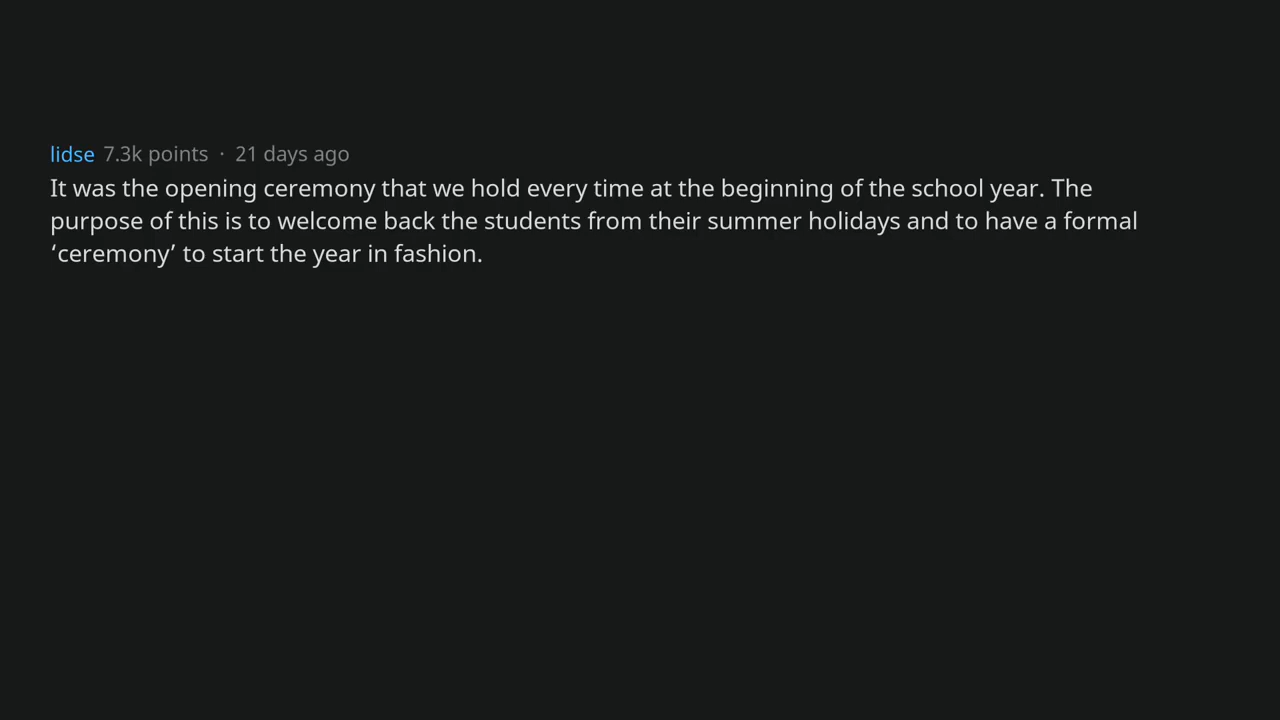 lidse 7.3k points · 21 days ago
It was the opening ceremony that we hold every time at the beginning of the school year. The
purpose of this is to welcome back the students from their summer holidays and to have a formal
‘ceremony’ to start the year in fashion.